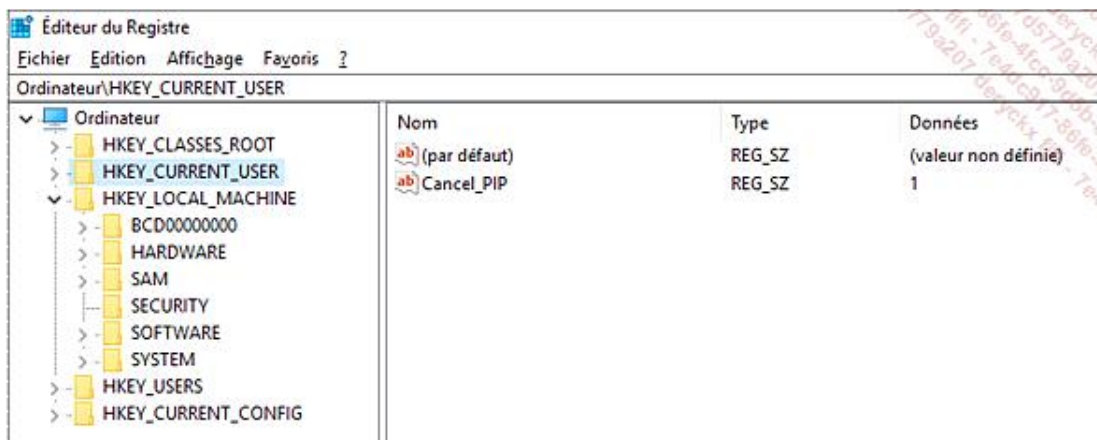 Éditeur du Registre
Fichier Edition Affichage Favoris ?
Ordinateur\HKEY_CURRENT_USER
Ordinateur
HKEY_CLASSES_ROOT
HKEY_CURRENT_USER
HKEY_LOCAL_MACHINE
BCD00000000
HARDWARE
SAM
SECURITY
SOFTWARE
SYSTEM
HKEY_USERS
HKEY_CURRENT_CONFIG
Nom Type Données
(par défaut) REG_SZ (valeur non définie)
Cancel_PIP REG_SZ 1